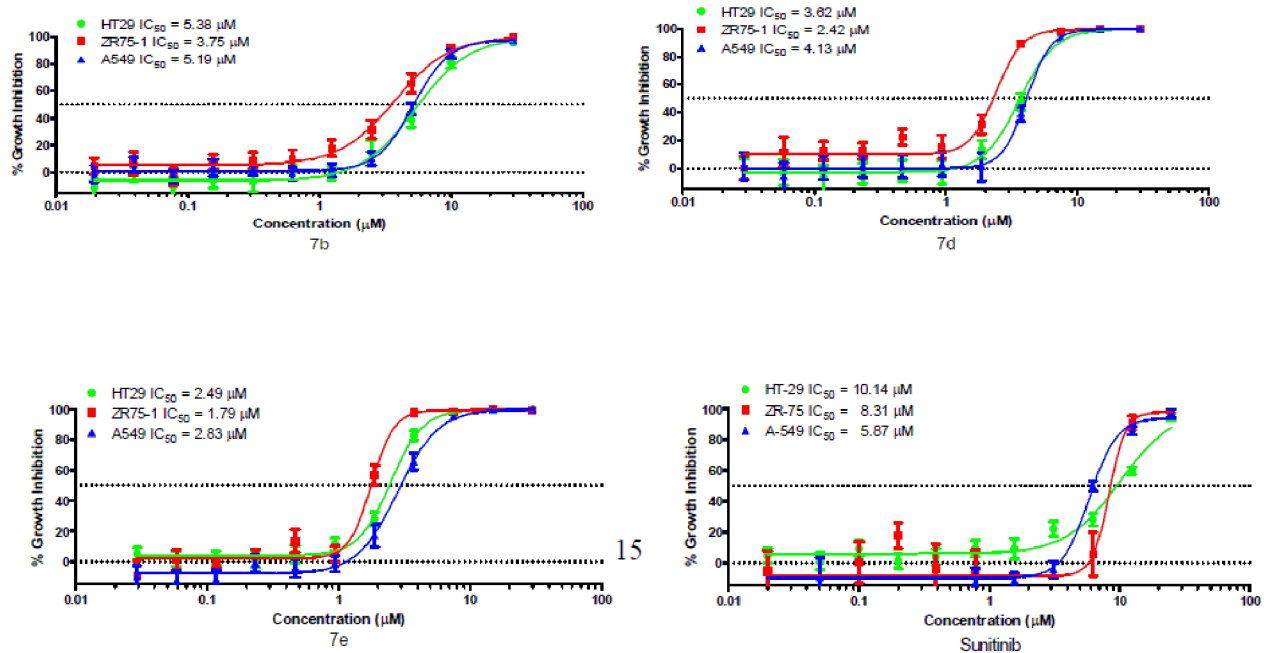 HT29 IC50 = 5.38 μM
ZR75-1 IC50 = 3.75 μM
A549 IC50 = 5.19 μM
% Growth Inhibition
100
80
60
40
20
0
0.01 0.1 1 10 100
Concentration (μM)
7b
HT29 IC50 = 3.62 μM
ZR75-1 IC50 = 2.42 μM
A549 IC50 = 4.13 μM
% Growth Inhibition
100
80
60
40
20
0
0.01 0.1 1 10 100
Concentration (μM)
7d
HT29 IC50 = 2.49 μM
ZR75-1 IC50 = 1.79 μM
A549 IC50 = 2.83 μM
% Growth Inhibition
100
80
60
40
20
0
0.01 0.1 1 10 100
Concentration (μM)
7e
15
HT-29 IC50 = 10.14 μM
ZR-75 IC50 = 8.31 μM
A-549 IC50 = 5.87 μM
% Growth Inhibition
100
80
60
40
20
0
0.01 0.1 1 10 100
Concentration (μM)
Sunitinib